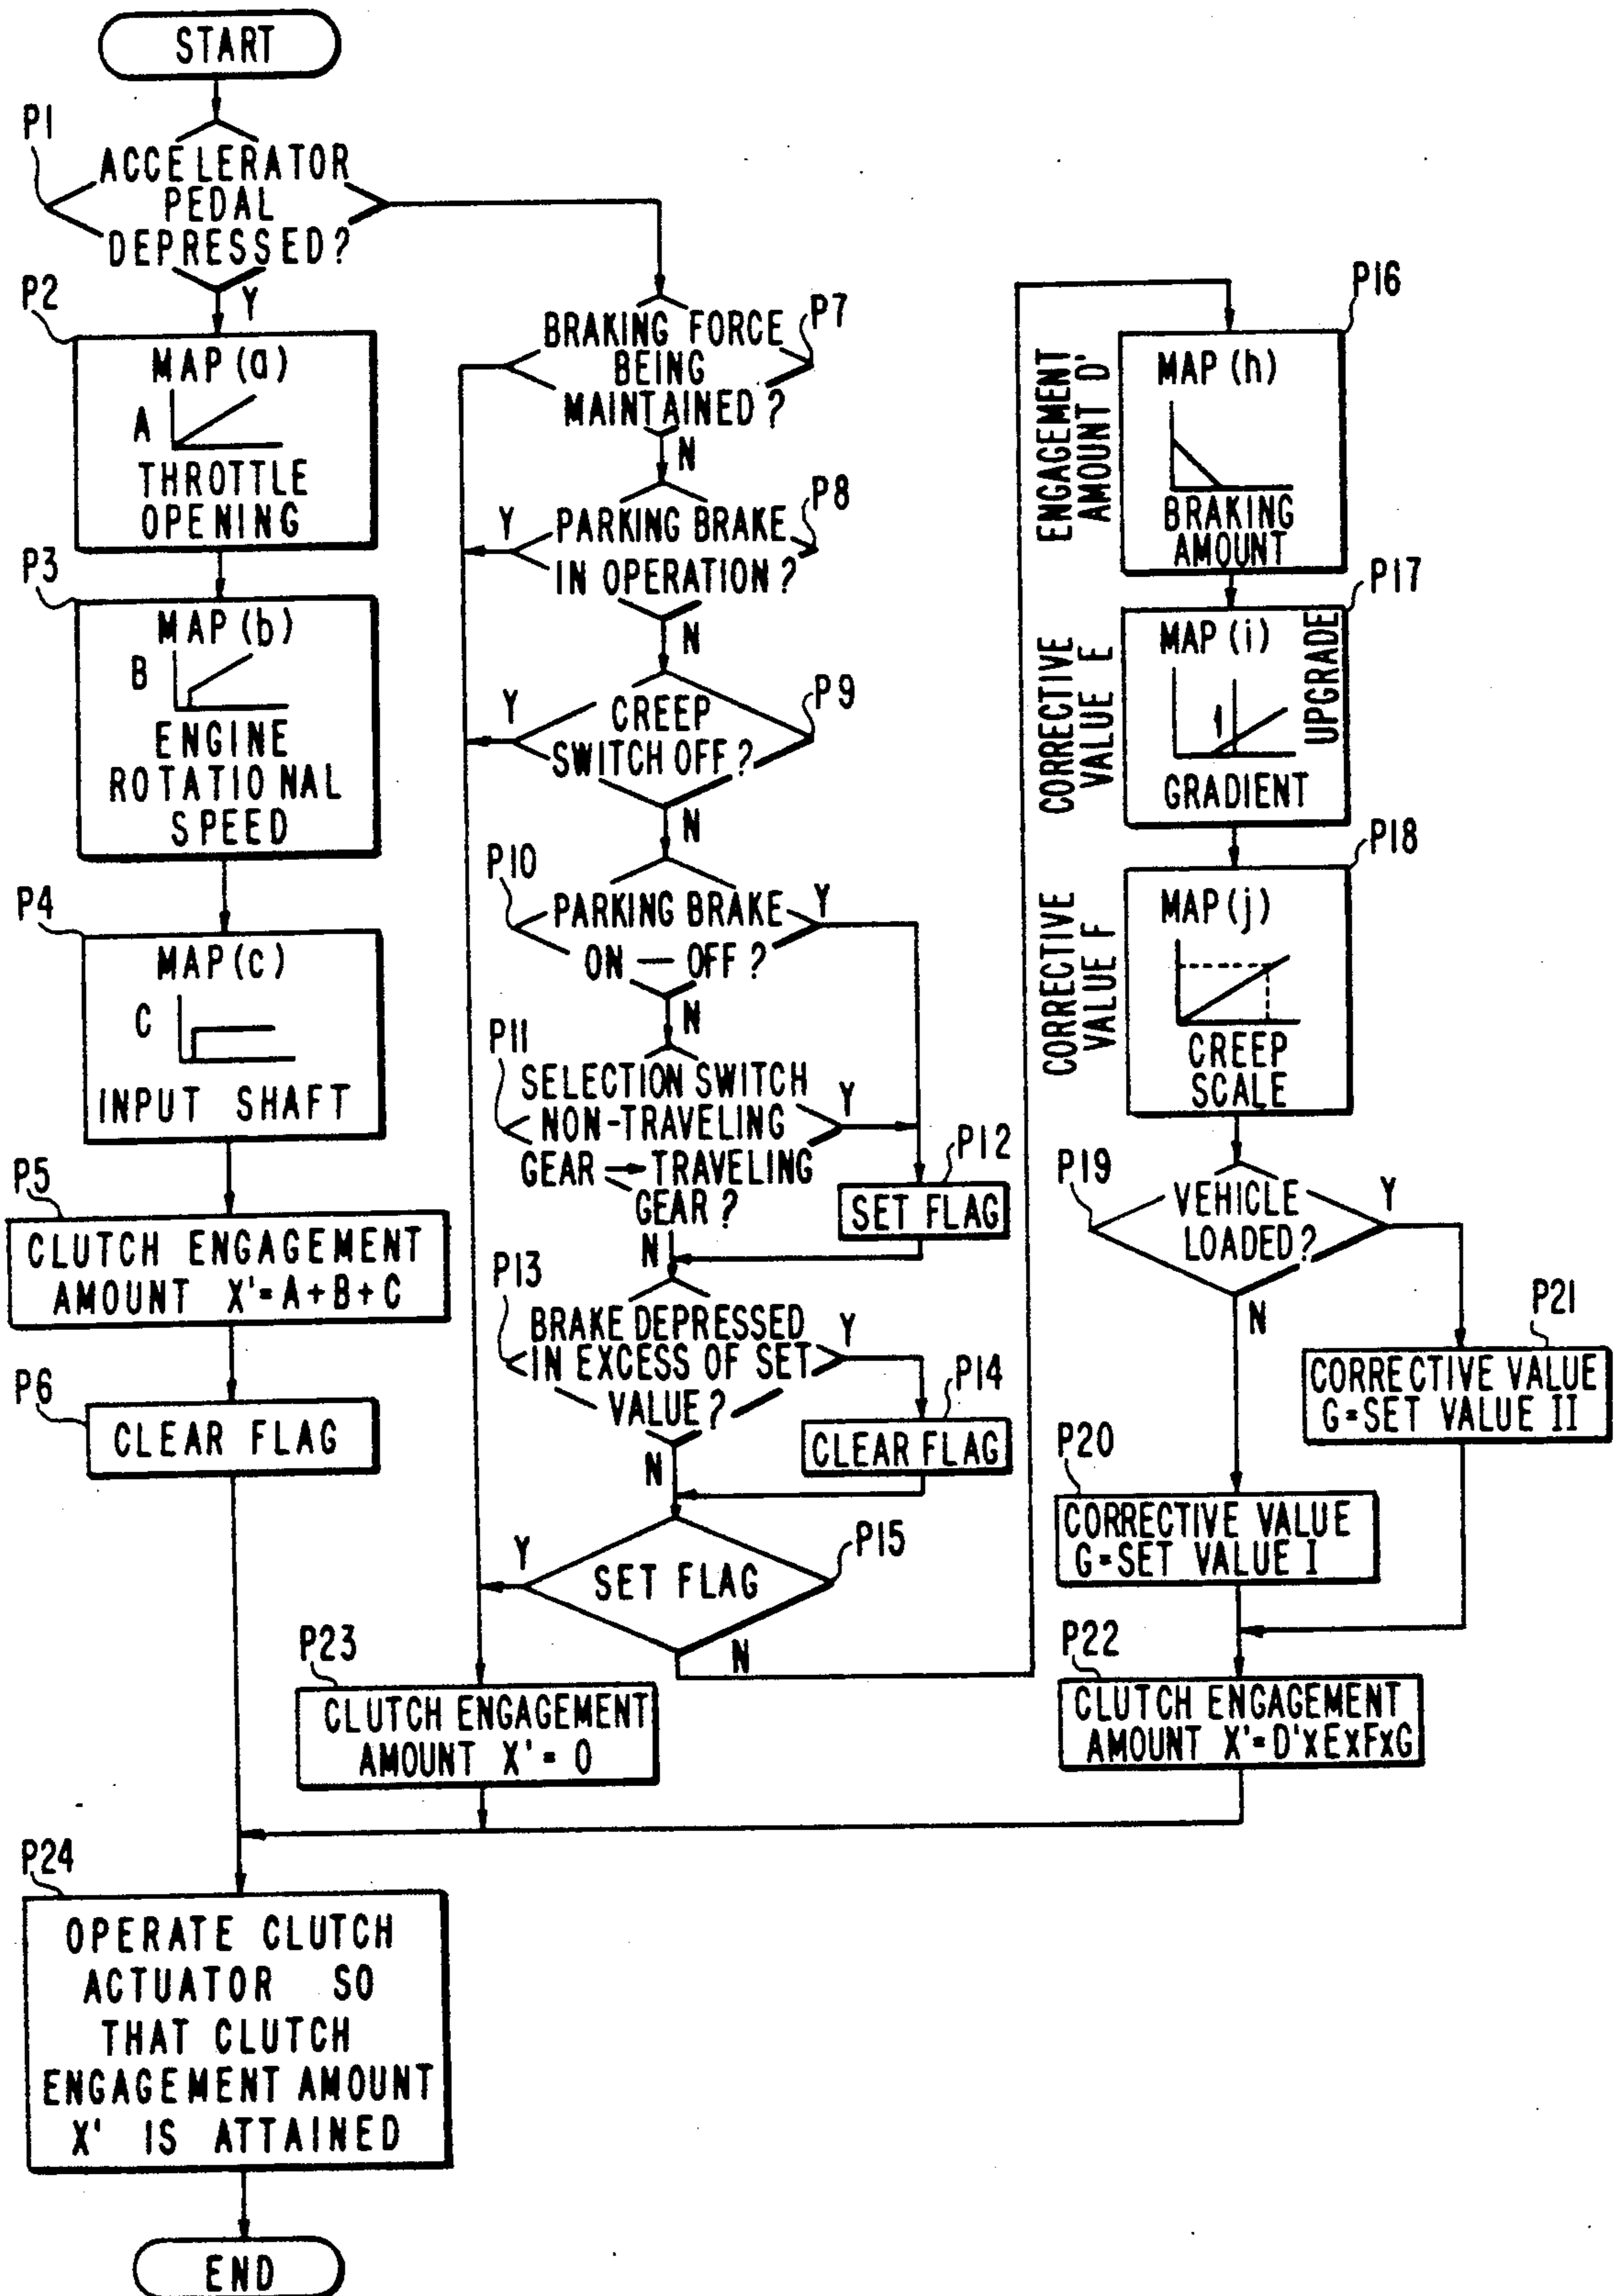 START
P1
ACCELERATOR
PEDAL
DEPRESSED?
Y
P2
MAP (a)
A
THROTTLE
OPENING
P3
MAP (b)
B
ENGINE
ROTATIONAL
SPEED
P4
MAP (c)
C
INPUT SHAFT
P5
CLUTCH ENGAGEMENT
AMOUNT X'=A+B+C
P6
CLEAR FLAG
P7
BRAKING FORCE
BEING
MAINTAINED?
N
P8
Y
PARKING BRAKE
IN OPERATION?
N
P9
Y
CREEP
SWITCH OFF?
N
P10
PARKING BRAKE
ON — OFF?
Y
N
P11
SELECTION SWITCH
NON-TRAVELING
GEAR → TRAVELING
GEAR?
Y
N
P12
SET FLAG
P13
BRAKE DEPRESSED
IN EXCESS OF SET
VALUE?
Y
N
P14
CLEAR FLAG
P15
Y
SET FLAG
N
P16
ENGAGEMENT
AMOUNT D'
MAP (h)
BRAKING
AMOUNT
P17
CORRECTIVE
VALUE E
MAP (i)
1
UPGRADE
GRADIENT
P18
CORRECTIVE
VALUE F
MAP (j)
CREEP
SCALE
P19
VEHICLE
LOADED?
Y
N
P21
CORRECTIVE VALUE
G=SET VALUE II
P20
CORRECTIVE VALUE
G=SET VALUE I
P22
CLUTCH ENGAGEMENT
AMOUNT X'=D'xExFxG
P23
CLUTCH ENGAGEMENT
AMOUNT X'=0
P24
OPERATE CLUTCH
ACTUATOR SO
THAT CLUTCH
ENGAGEMENT AMOUNT
X' IS ATTAINED
END